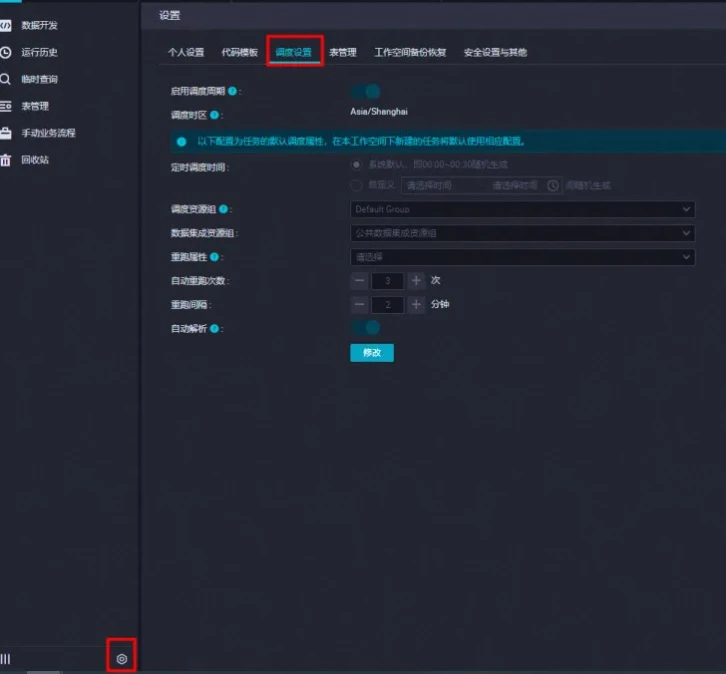 设置
数据开发
运行历史
临时查询
表管理
手动业务流程
回收站
个人设置 代码模板 调度设置 表管理 工作空间备份恢复 安全设置与其他
启用调度周期 ? :
调度时区 ? : Asia/Shanghai
以下配置为任务的默认调度属性，在本工作空间下新建的任务将默认使用相应配置。
定时调度时间 : 系统默认，即00:00~00:30随机生成
自定义 请选择时间 请选择时间 间随机生成
调度资源组 ? : Default Group
数据集成资源组 : 公共数据集成资源组
重跑属性 ? : 请选择
自动重跑次数 : 3 次
重跑间隔 : 2 分钟
自动解析 ? :
修改